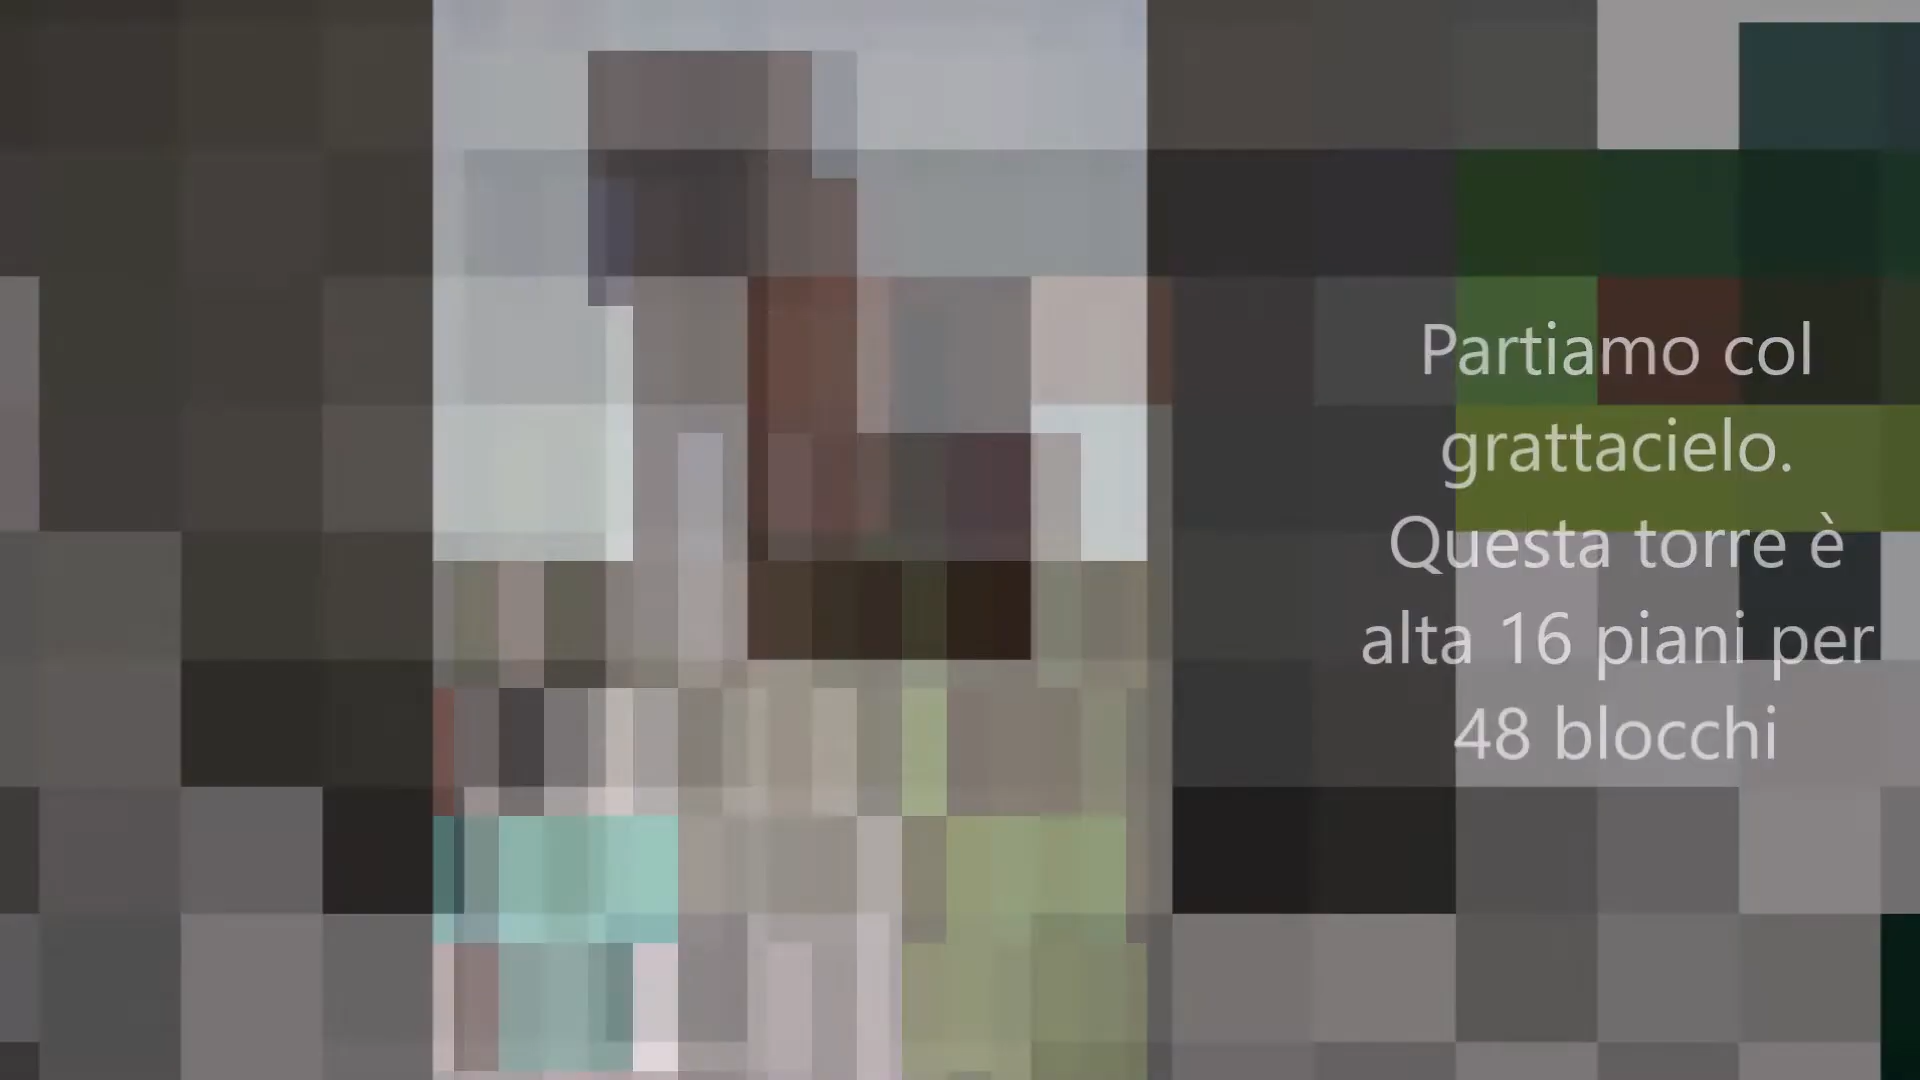 Partiamo col
grattacielo.
Questa torre è
alta 16 piani per
48 blocchi